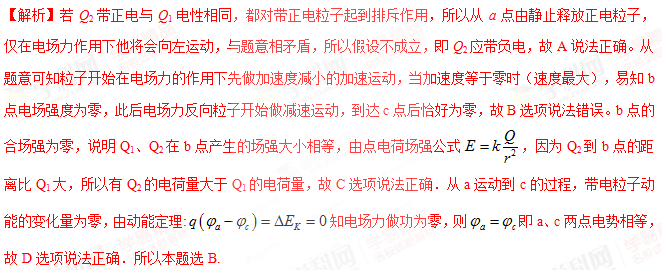 【解析】若 Q2 带正电与 Q1 电性相同，都对带正电粒子起到排斥作用，所以从 a 点由静止释放正电粒子，
仅在电场力作用下他将会向左运动，与题意相矛盾，所以假设不成立，即 Q2 应带负电，故 A 说法正确。从
题意可知粒子开始在电场力的作用下先做加速度减小的加速运动，当加速度等于零时（速度最大），易知 b
点电场强度为零，此后电场力反向粒子开始做减速运动，到达 c 点后恰好为零，故 B 选项说法错误。b 点的
合场强为零，说明 Q1、Q2 在 b 点产生的场强大小相等，由点电荷场强公式 E = k Q/r²，因为 Q2 到 b 点的距
离比 Q1 大，所以有 Q2 的电荷量大于 Q1 的电荷量，故 C 选项说法正确．从 a 运动到 c 的过程，带电粒子动
能的变化量为零，由动能定理: q(φa − φc) = ΔEK = 0 知电场力做功为零，则 φa = φc 即 a、c 两点电势相等，
故 D 选项说法正确．所以本题选 B.